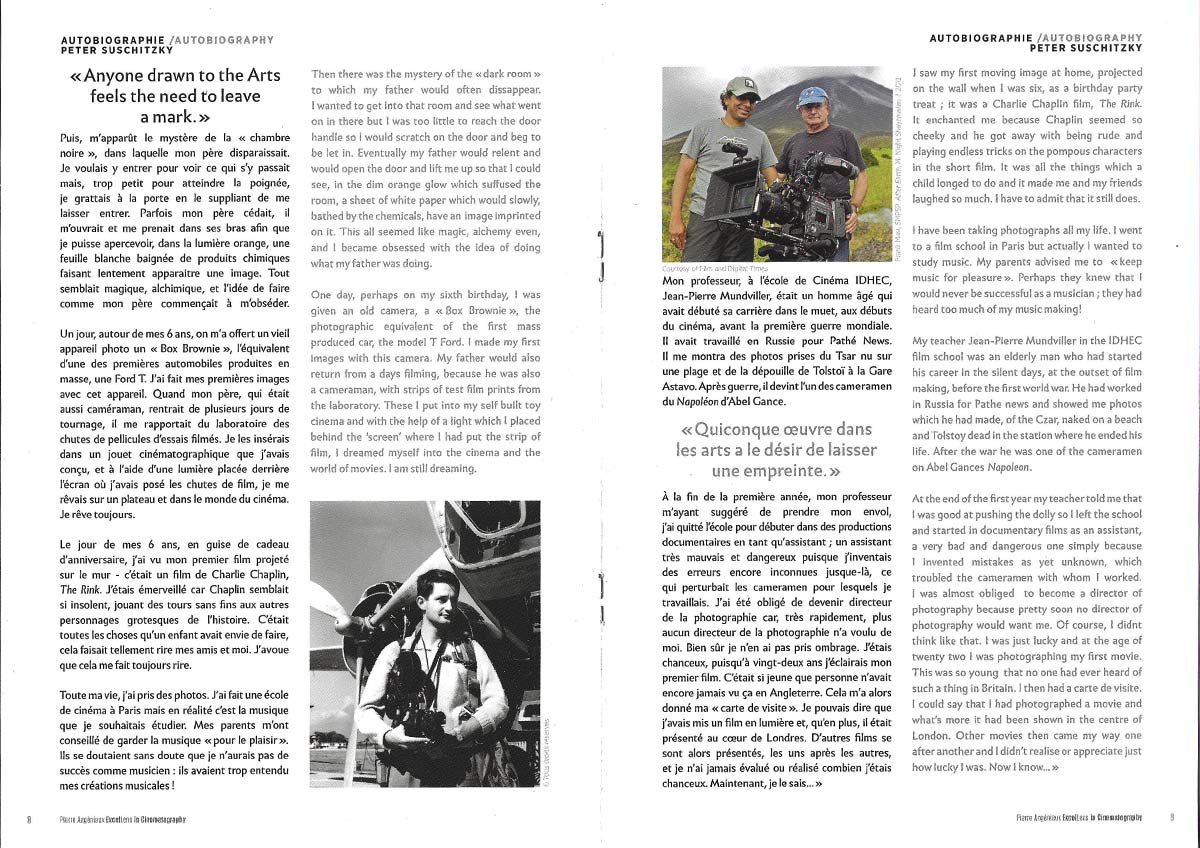 AUTOBIOGRAPHIE /AUTOBIOGRAPHY
PETER SUSCHITZKY
« Anyone drawn to the Arts
feels the need to leave
a mark. »
Puis, m'apparût le mystère de la « chambre
noire », dans laquelle mon père disparaissait.
Je voulais y entrer pour voir ce qui s'y passait
mais, trop petit pour atteindre la poignée,
je grattais à la porte en le suppliant de me
laisser entrer. Parfois mon père cédait, il
m'ouvrait et me prenait dans ses bras afin que
je puisse apercevoir, dans la lumière orange, une
feuille blanche baignée de produits chimiques
faisant lentement apparaitre une image. Tout
semblait magique, alchimique, et l'idée de faire
comme mon père commençait à m'obséder.
Un jour, autour de mes 6 ans, on m'a offert un vieil
appareil photo un « Box Brownie », l'équivalent
d'une des premières automobiles produites en
masse, une Ford T. J'ai fait mes premières images
avec cet appareil. Quand mon père, qui était
aussi caméraman, rentrait de plusieurs jours de
tournage, il me rapportait du laboratoire des
chutes de pellicules d'essais filmés. Je les insérais
dans un jouet cinématographique que j'avais
conçu, et à l'aide d'une lumière placée derrière
l'écran où j'avais posé les chutes de film, je me
rêvais sur un plateau et dans le monde du cinéma.
Je rêve toujours.
Le jour de mes 6 ans, en guise de cadeau
d'anniversaire, j'ai vu mon premier film projeté
sur le mur - c'était un film de Charlie Chaplin,
The Rink. J'étais émerveillé car Chaplin semblait
si insolent, jouant des tours sans fins aux autres
personnages grotesques de l'histoire. C'était
toutes les choses qu'un enfant avait envie de faire,
cela faisait tellement rire mes amis et moi. J'avoue
que cela me fait toujours rire.
Toute ma vie, j'ai pris des photos. J'ai fait une école
de cinéma à Paris mais en réalité c'est la musique
que je souhaitais étudier. Mes parents m'ont
conseillé de garder la musique « pour le plaisir ».
Ils se doutaient sans doute que je n'aurais pas de
succès comme musicien : ils avaient trop entendu
mes créations musicales !
Then there was the mystery of the « dark room »
to which my father would often dissappear.
I wanted to get into that room and see what went
on in there but I was too little to reach the door
handle so I would scratch on the door and beg to
be let in. Eventually my father would relent and
would open the door and lift me up so that I could
see, in the dim orange glow which suffused the
room, a sheet of white paper which would slowly,
bathed by the chemicals, have an image imprinted
on it. This all seemed like magic, alchemy even,
and I became obsessed with the idea of doing
what my father was doing.
One day, perhaps on my sixth birthday, I was
given an old camera, a « Box Brownie », the
photographic equivalent of the first mass
produced car, the model T Ford. I made my first
images with this camera. My father would also
return from a days filming, because he was also
a cameraman, with strips of test film prints from
the laboratory. These I put into my self built toy
cinema and with the help of a light which I placed
behind the 'screen' where I had put the strip of
film, I dreamed myself into the cinema and the
world of movies. I am still dreaming.
© Tous droits réservés
8
Pierre Angénieux ExcelLens in Cinematography
AUTOBIOGRAPHIE /AUTOBIOGRAPHY
PETER SUSCHITZKY
Frank Masi, SMPSP. After Earth, M. Night Shyamalan, 2013
Courtesy of Film and Digital Times
Mon professeur, à l'école de Cinéma IDHEC,
Jean-Pierre Mundviller, était un homme âgé qui
avait débuté sa carrière dans le muet, aux débuts
du cinéma, avant la première guerre mondiale.
Il avait travaillé en Russie pour Pathé News.
Il me montra des photos prises du Tsar nu sur
une plage et de la dépouille de Tolstoï à la Gare
Astavo. Après guerre, il devint l'un des cameramen
du Napoléon d'Abel Gance.
« Quiconque œuvre dans
les arts a le désir de laisser
une empreinte. »
À la fin de la première année, mon professeur
m'ayant suggéré de prendre mon envol,
j'ai quitté l'école pour débuter dans des productions
documentaires en tant qu'assistant ; un assistant
très mauvais et dangereux puisque j'inventais
des erreurs encore inconnues jusque-là, ce
qui perturbait les cameramen pour lesquels je
travaillais. J'ai été obligé de devenir directeur
de la photographie car, très rapidement, plus
aucun directeur de la photographie n'a voulu de
moi. Bien sûr je n'en ai pas pris ombrage. J'étais
chanceux, puisqu'à vingt-deux ans j'éclairais mon
premier film. C'était si jeune que personne n'avait
encore jamais vu ça en Angleterre. Cela m'a alors
donné ma « carte de visite ». Je pouvais dire que
j'avais mis un film en lumière et, qu'en plus, il était
présenté au cœur de Londres. D'autres films se
sont alors présentés, les uns après les autres,
et je n'ai jamais évalué ou réalisé combien j'étais
chanceux. Maintenant, je le sais... »
I saw my first moving image at home, projected
on the wall when I was six, as a birthday party
treat ; it was a Charlie Chaplin film, The Rink.
It enchanted me because Chaplin seemed so
cheeky and he got away with being rude and
playing endless tricks on the pompous characters
in the short film. It was all the things which a
child longed to do and it made me and my friends
laughed so much. I have to admit that it still does.
I have been taking photographs all my life. I went
to a film school in Paris but actually I wanted to
study music. My parents advised me to « keep
music for pleasure ». Perhaps they knew that I
would never be successful as a musician ; they had
heard too much of my music making!
My teacher Jean-Pierre Mundviller in the IDHEC
film school was an elderly man who had started
his career in the silent days, at the outset of film
making, before the first world war. He had worked
in Russia for Pathe news and showed me photos
which he had made, of the Czar, naked on a beach
and Tolstoy dead in the station where he ended his
life. After the war he was one of the cameramen
on Abel Gances Napoleon.
At the end of the first year my teacher told me that
I was good at pushing the dolly so I left the school
and started in documentary films as an assistant,
a very bad and dangerous one simply because
I invented mistakes as yet unknown, which
troubled the cameramen with whom I worked.
I was almost obliged to become a director of
photography because pretty soon no director of
photography would want me. Of course, I didnt
think like that. I was just lucky and at the age of
twenty two I was photographing my first movie.
This was so young that no one had ever heard of
such a thing in Britain. I then had a carte de visite.
I could say that I had photographed a movie and
what's more it had been shown in the centre of
London. Other movies then came my way one
after another and I didn't realise or appreciate just
how lucky I was. Now I know... »
Pierre Angénieux ExcelLens in Cinematography
9